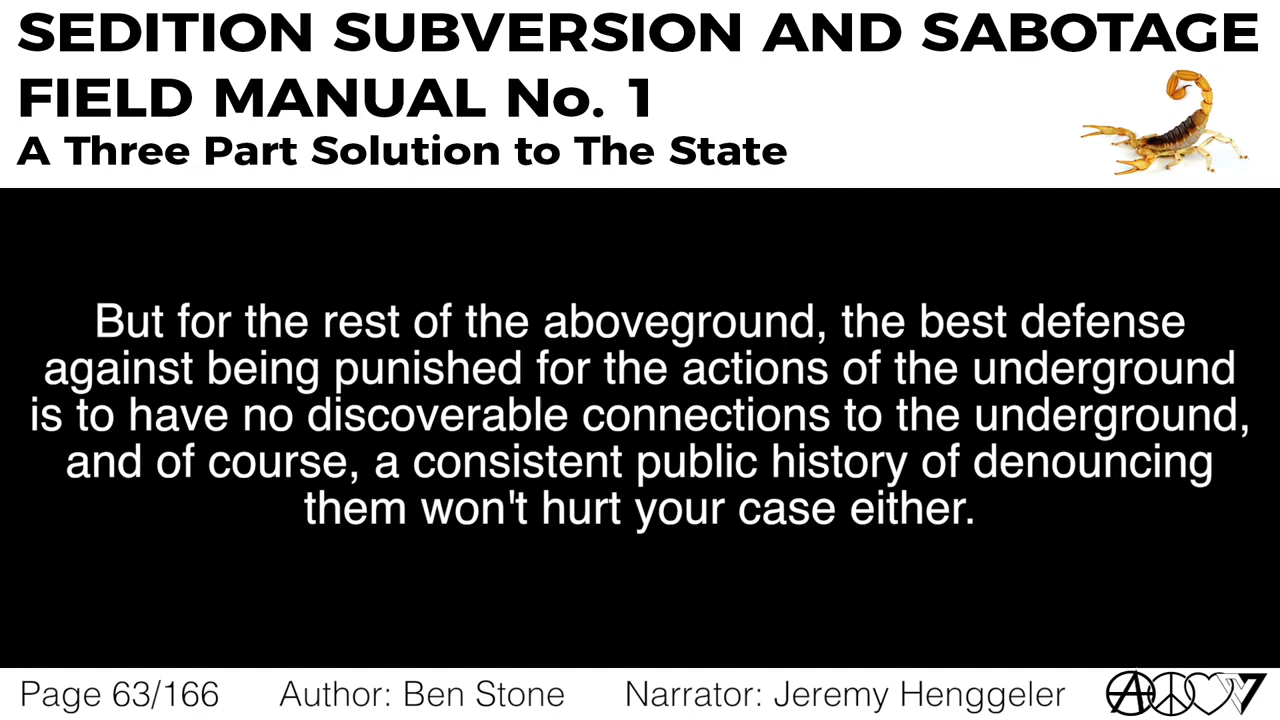 SEDITION SUBVERSION AND SABOTAGE
FIELD MANUAL No. 1
A Three Part Solution to The State
But for the rest of the aboveground, the best defense
against being punished for the actions of the underground
is to have no discoverable connections to the underground,
and of course, a consistent public history of denouncing
them won't hurt your case either.
Page 63/166 Author: Ben Stone Narrator: Jeremy Henggeler